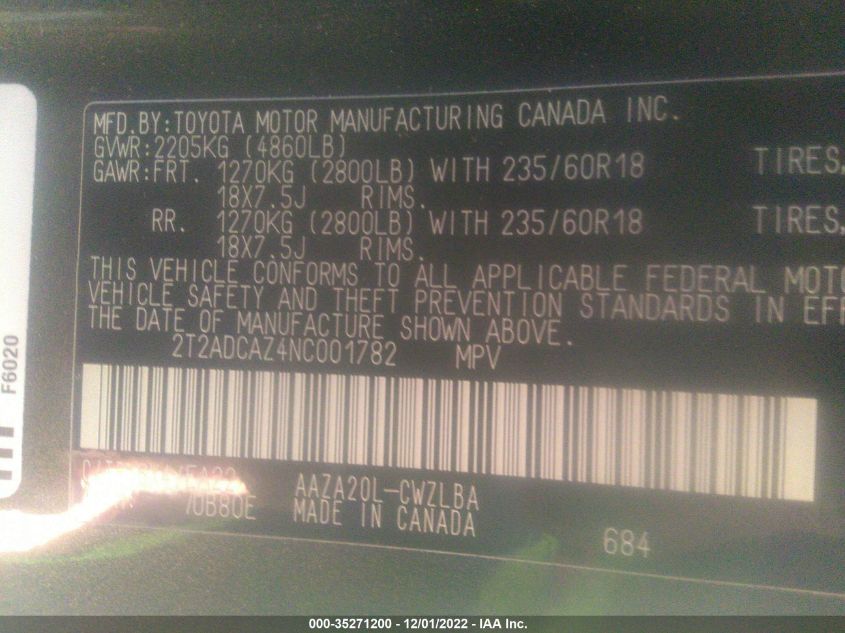 MFD.BY:TOYOTA MOTOR MANUFACTURING CANADA INC.
GVWR:2205KG (4860LB)
GAWR:FRT. 1270KG (2800LB) WITH 235/60R18 TIRES,
18X7.5J RIMS.
RR. 1270KG (2800LB) WITH 235/60R18 TIRES,
18X7.5J RIMS.
THIS VEHICLE CONFORMS TO ALL APPLICABLE FEDERAL MOTO
VEHICLE SAFETY AND THEFT PREVENTION STANDARDS IN EFF
THE DATE OF MANUFACTURE SHOWN ABOVE.
2T2ADCAZ4NC001782 MPV
AAZA20L-CWZLBA
MADE IN CANADA
684
F6020
000-35271200 - 12/01/2022 - IAA Inc.